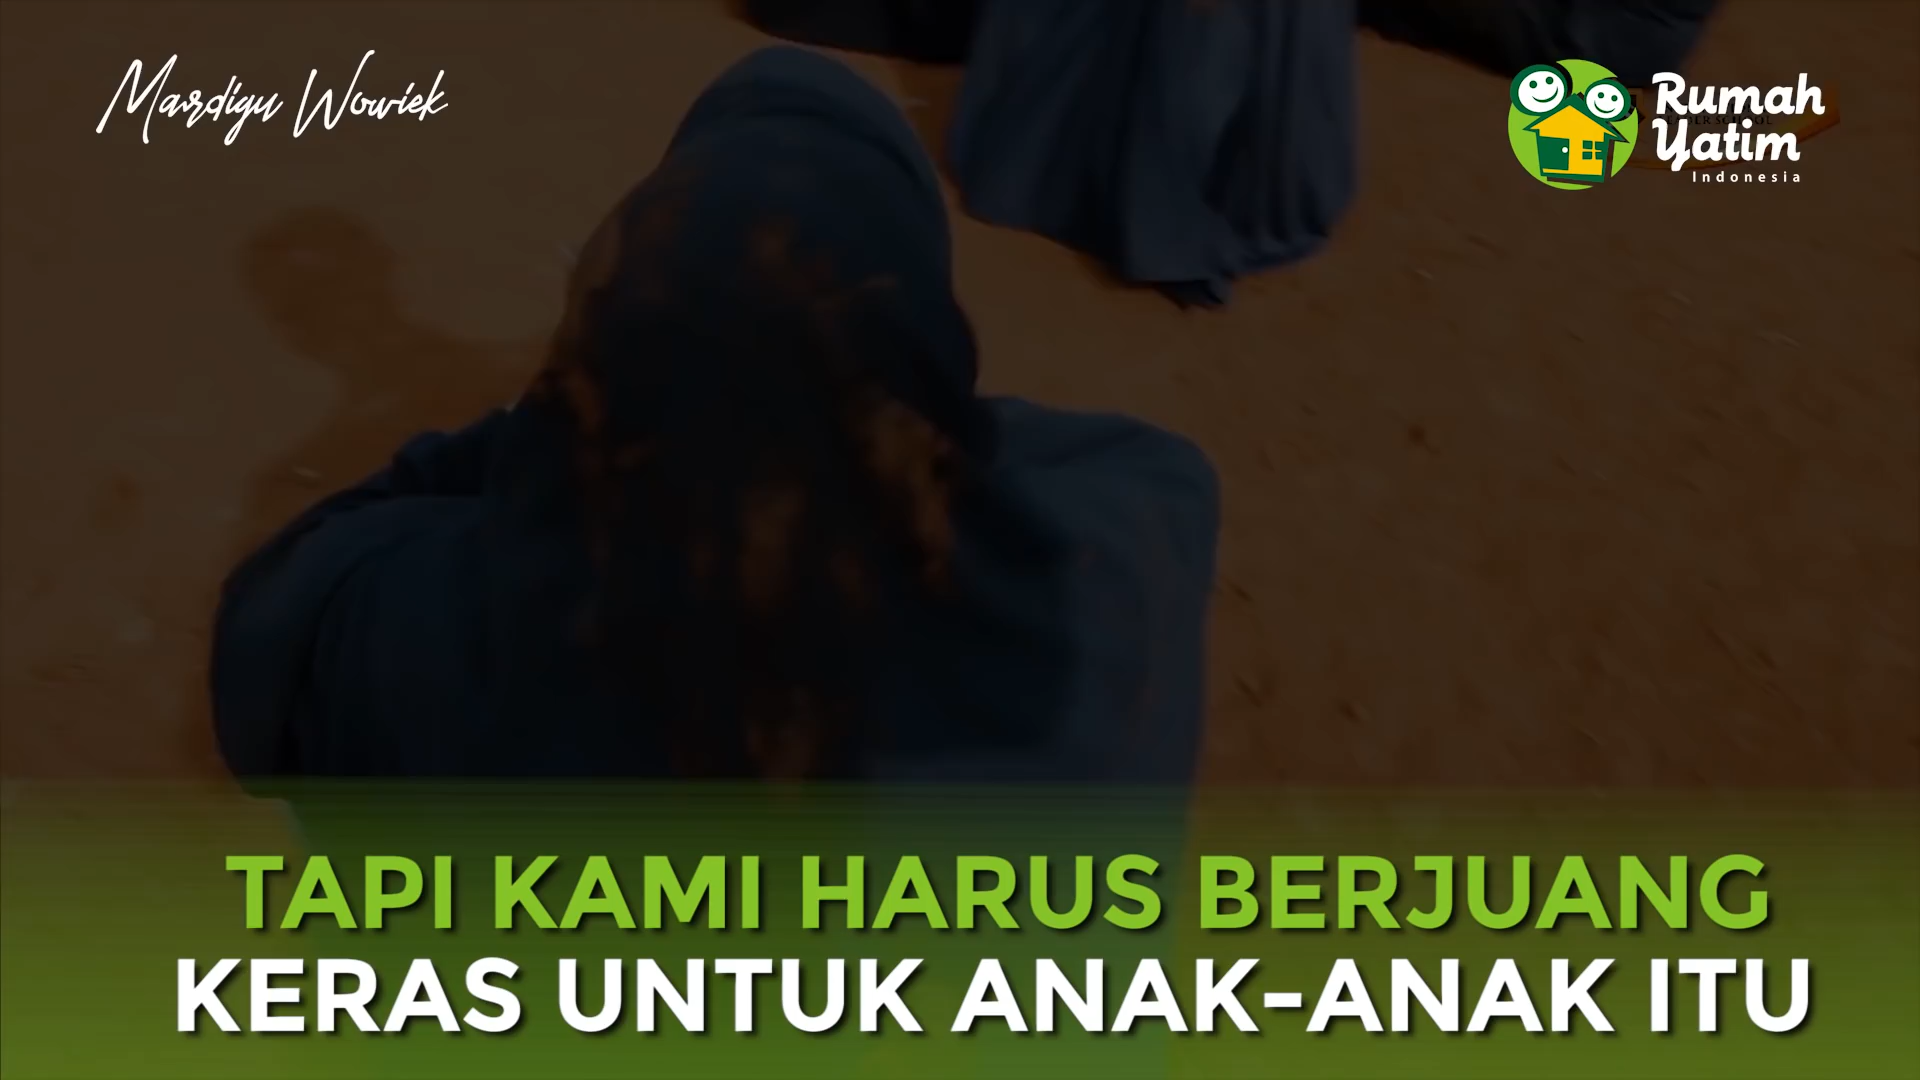 Mardigu Wowiek
Rumah
Yatim
Indonesia
TAPI KAMI HARUS BERJUANG
KERAS UNTUK ANAK-ANAK ITU